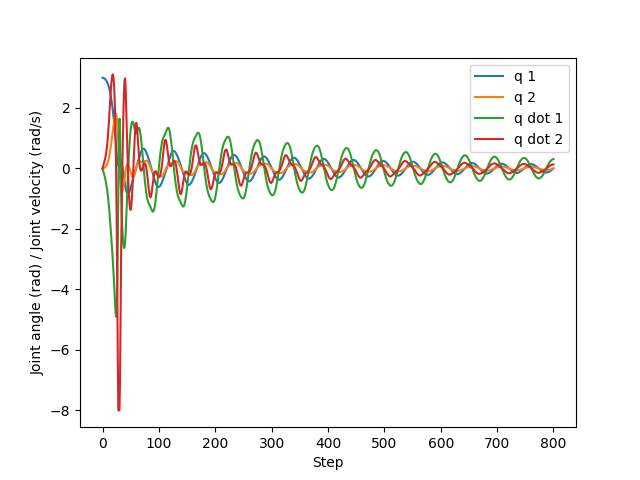 q 1
q 2
q dot 1
q dot 2
2
0
−2
−4
−6
−8
Joint angle (rad) / Joint velocity (rad/s)
0 100 200 300 400 500 600 700 800
Step